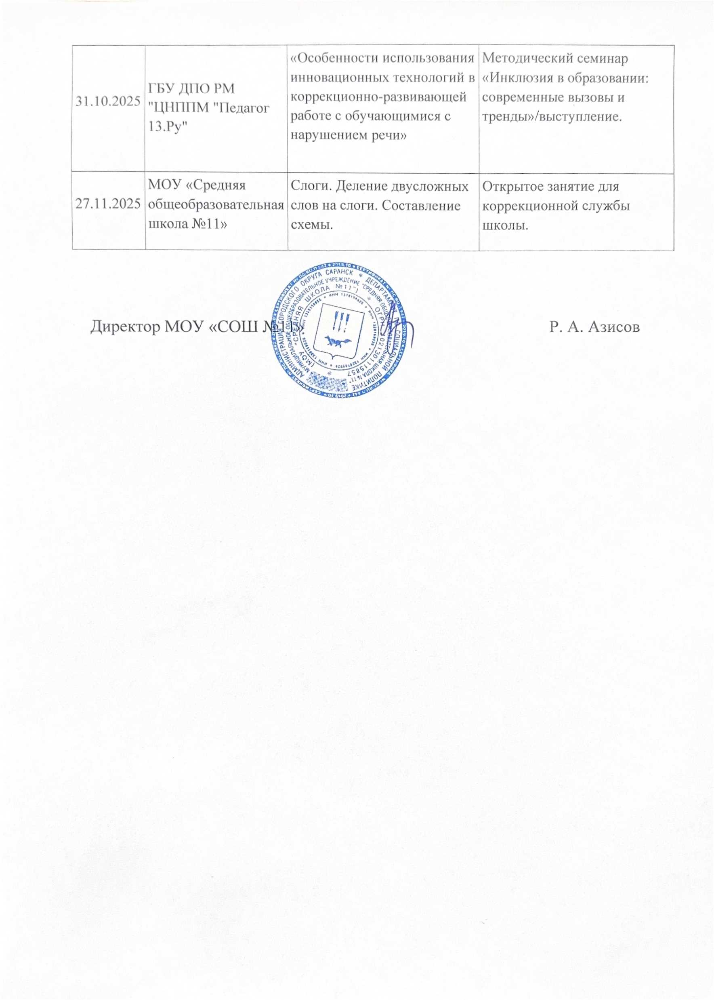 31.10.2025
ГБУ ДПО РМ
"ЦНППМ "Педагог
13.Ру"
«Особенности использования
инновационных технологий в
коррекционно-развивающей
работе с обучающимися с
нарушением речи»
Методический семинар
«Инклюзия в образовании:
современные вызовы и
тренды»/выступление.
27.11.2025
МОУ «Средняя
общеобразовательная
школа №11»
Слоги. Деление двусложных
слов на слоги. Составление
схемы.
Открытое занятие для
коррекционной службы
школы.
Директор МОУ «СОШ №11»
Р. А. Азисов
АДМИНИСТРАЦИЯ ГОРОДСКОГО ОКРУГА САРАНСК * ДЕПАРТАМЕНТ ПО СОЦИАЛЬНОЙ ПОЛИТИКЕ
МУНИЦИПАЛЬНОЕ ОБЩЕОБРАЗОВАТЕЛЬНОЕ УЧРЕЖДЕНИЕ "СРЕДНЯЯ ОБЩЕОБРАЗОВАТЕЛЬНАЯ ШКОЛА №11"
(МОУ "СРЕДНЯЯ ШКОЛА №11") * ОГРН 1021301115857 *